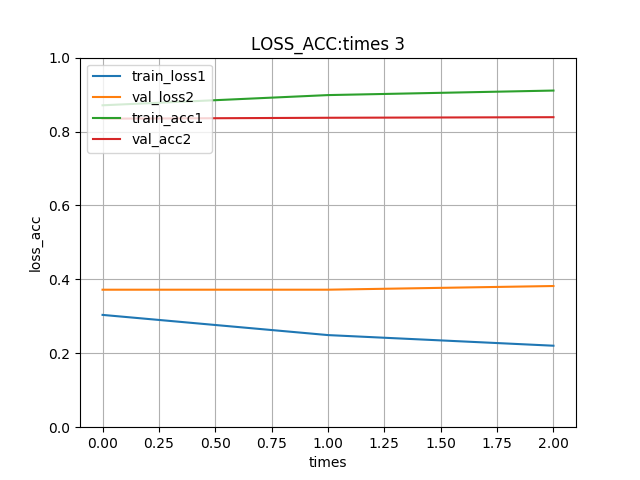 LOSS_ACC:times 3
1.0
0.8
0.6
0.4
0.2
0.0
loss_acc
train_loss1
val_loss2
train_acc1
val_acc2
0.00 0.25 0.50 0.75 1.00 1.25 1.50 1.75 2.00
times